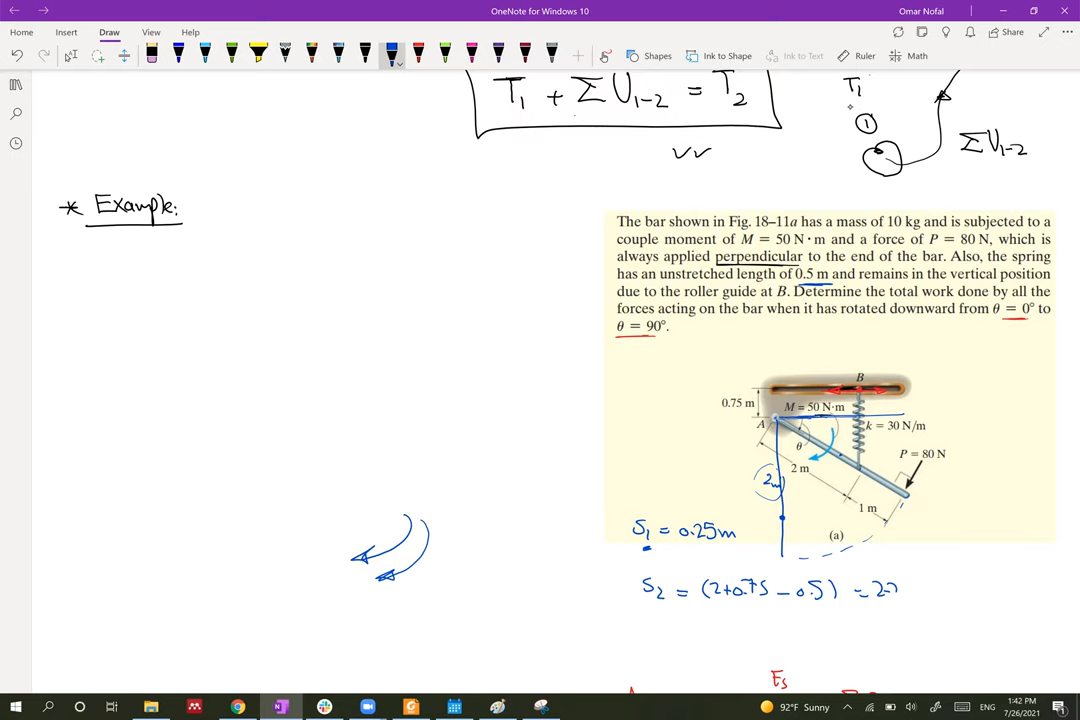 OneNote for Windows 10
Omar Nofal
Home Insert Draw View Help
Share
Shapes Ink to Shape Ink to Text Ruler Math
T1 + ΣU1-2 = T2
T1
1
ΣU1-2
* Example:
The bar shown in Fig. 18–11a has a mass of 10 kg and is subjected to a
couple moment of M = 50 N·m and a force of P = 80 N, which is
always applied perpendicular to the end of the bar. Also, the spring
has an unstretched length of 0.5 m and remains in the vertical position
due to the roller guide at B. Determine the total work done by all the
forces acting on the bar when it has rotated downward from θ = 0° to
θ = 90°.
B
0.75 m
M = 50 N·m
A
k = 30 N/m
θ
P = 80 N
2 m
2m
1 m
(a)
S1 = 0.25m
S2 = (2+0.75 - 0.5) = 2.2
Fs
92°F Sunny
ENG
1:42 PM
7/26/2021